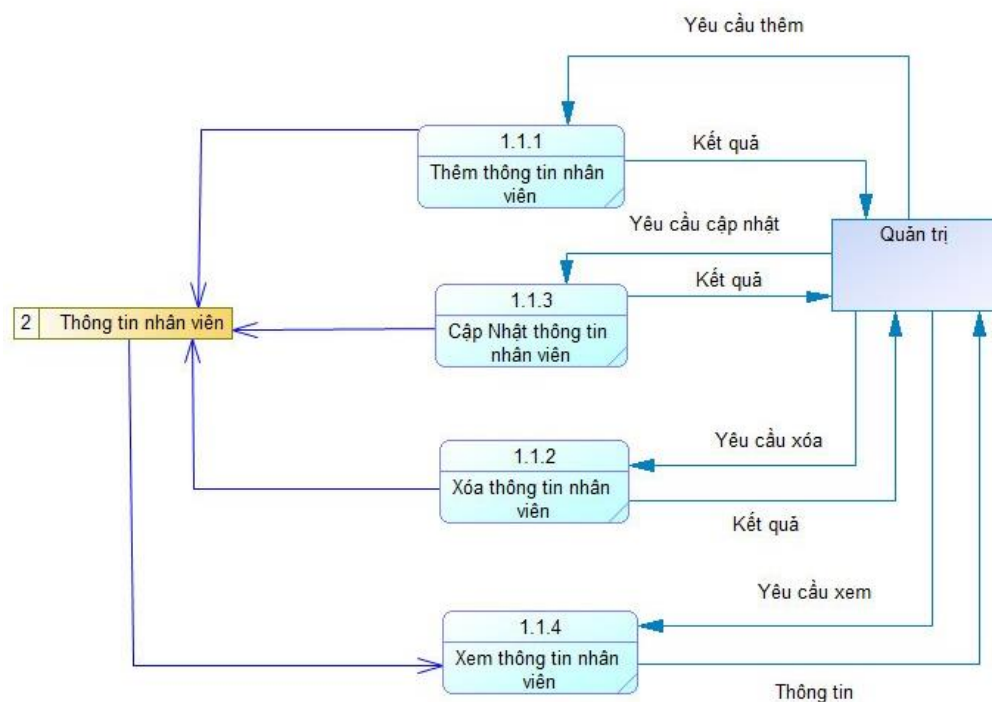 Yêu cầu thêm
1.1.1
Thêm thông tin nhân
viên
Kết quả
Yêu cầu cập nhật
Quản trị
1.1.3
Cập Nhật thông tin
nhân viên
Kết quả
2 Thông tin nhân viên
Yêu cầu xóa
1.1.2
Xóa thông tin nhân
viên
Kết quả
Yêu cầu xem
1.1.4
Xem thông tin nhân
viên
Thông tin